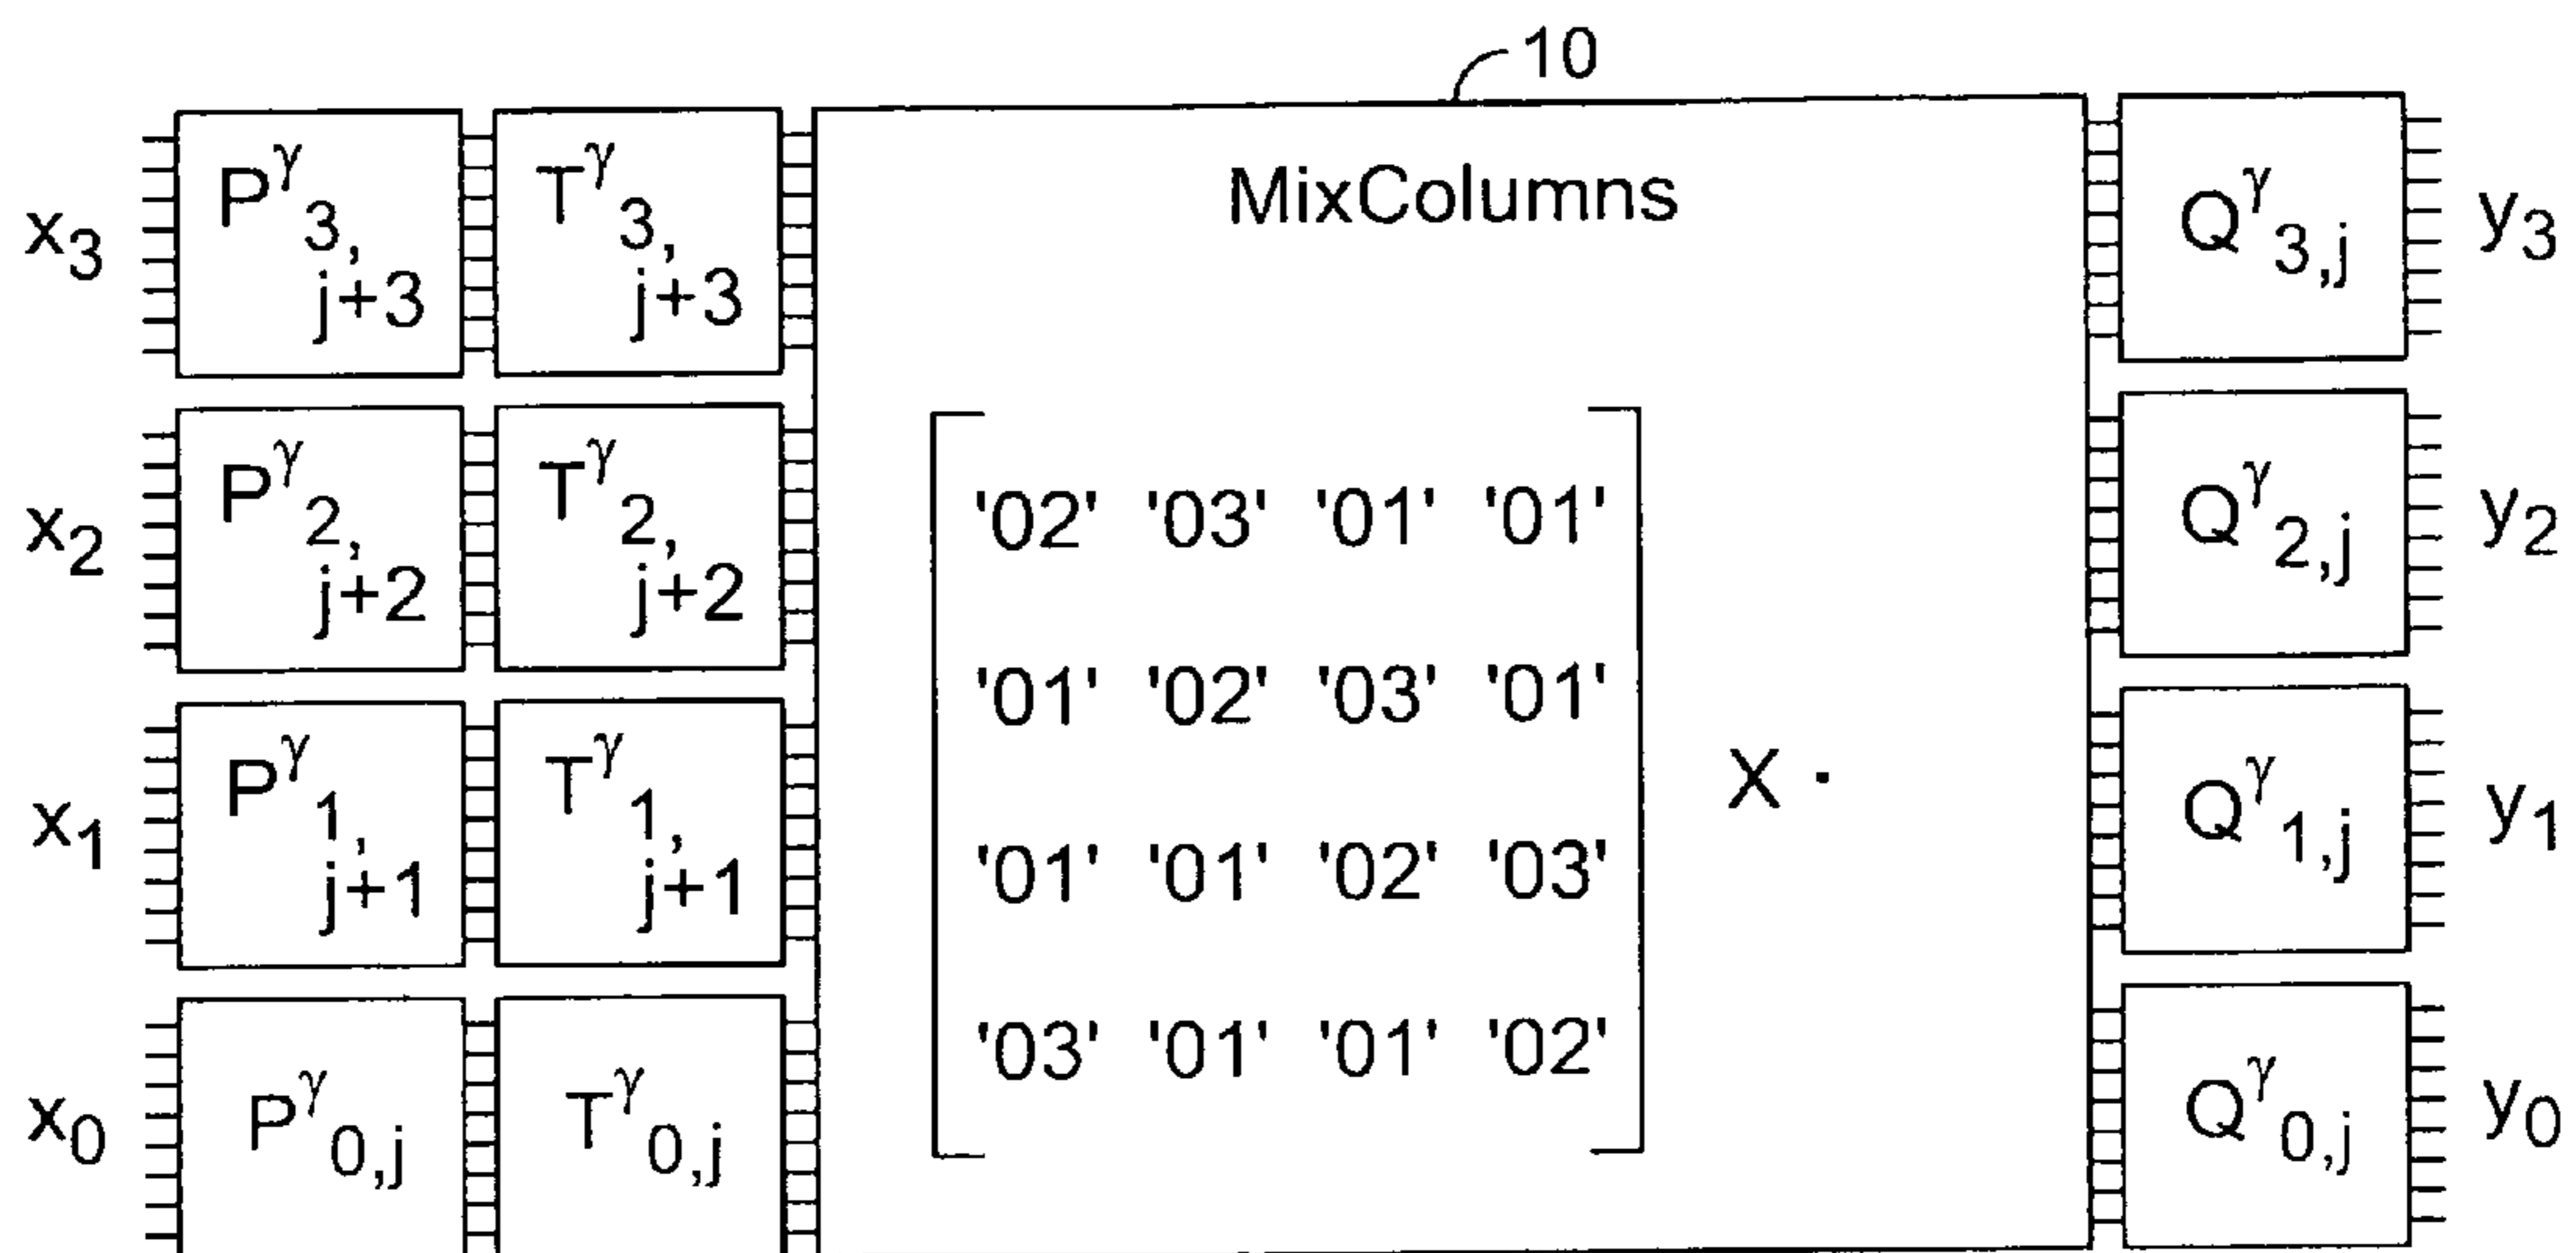 10
MixColumns
x₃ P^γ 3, j+3 T^γ 3, j+3 Q^γ 3,j y₃
x₂ P^γ 2, j+2 T^γ 2, j+2 Q^γ 2,j y₂
x₁ P^γ 1, j+1 T^γ 1, j+1 Q^γ 1,j y₁
x₀ P^γ 0,j T^γ 0,j Q^γ 0,j y₀
'02' '03' '01' '01'
'01' '02' '03' '01'
'01' '01' '02' '03'
'03' '01' '01' '02'
X ·